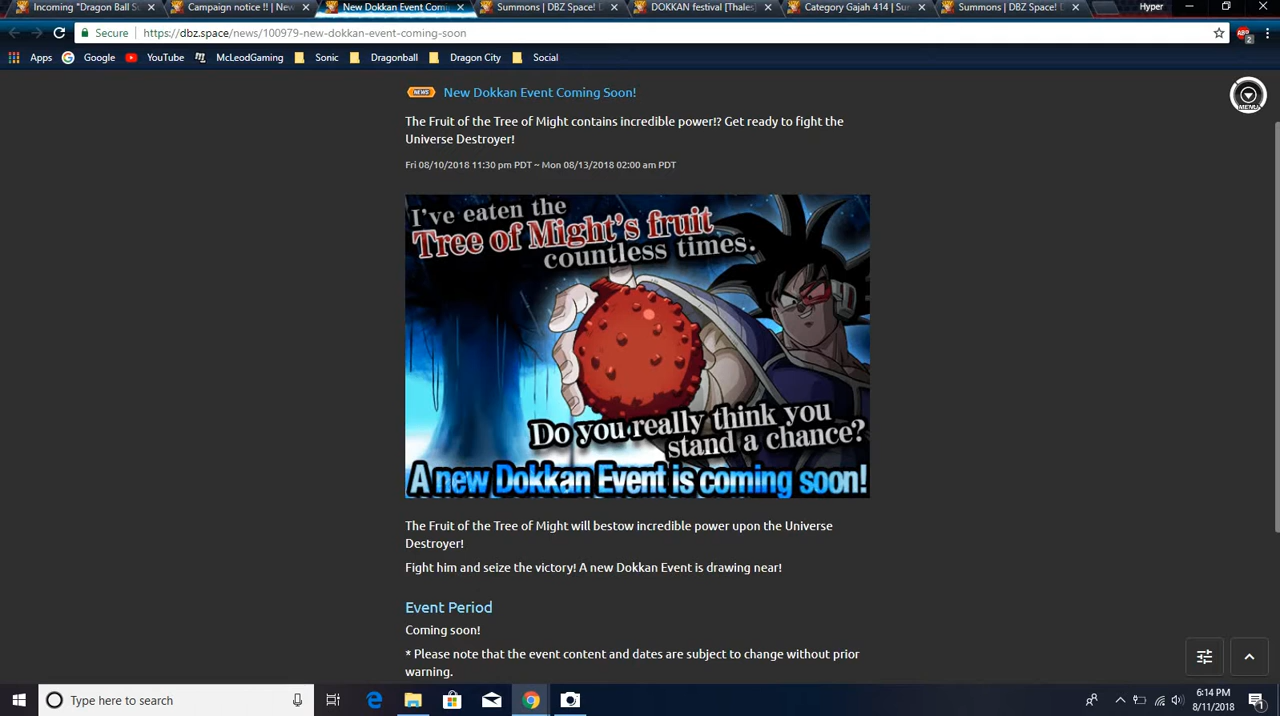 Incoming "Dragon Ball S
Campaign notice !! | New
New Dokkan Event Comi
Summons | DBZ Space! 
DOKKAN festival [Thales
Category Gajah 414 | Su
Summons | DBZ Space! 
Hyper
Secure
https://dbz.space/news/100979-new-dokkan-event-coming-soon
ABP
2
Apps
Google
YouTube
McLeodGaming
Sonic
Dragonball
Dragon City
Social
NEWS
New Dokkan Event Coming Soon!
MENU
The Fruit of the Tree of Might contains incredible power!? Get ready to fight the
Universe Destroyer!
Fri 08/10/2018 11:30 pm PDT ~ Mon 08/13/2018 02:00 am PDT
I've eaten the
Tree of Might's fruit
countless times.
Do you really think you
stand a chance?
A new Dokkan Event is coming soon!
The Fruit of the Tree of Might will bestow incredible power upon the Universe
Destroyer!
Fight him and seize the victory! A new Dokkan Event is drawing near!
Event Period
Coming soon!
* Please note that the event content and dates are subject to change without prior
warning.
Type here to search
6:14 PM
8/11/2018
1